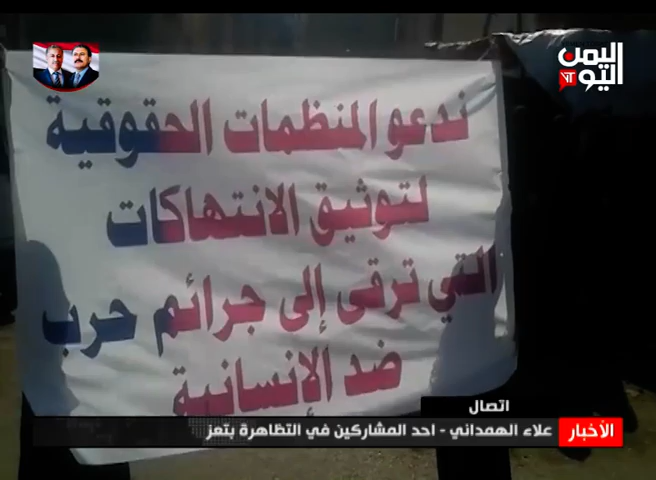 اليمن
اليوم
ندعو المنظمات الحقوقية
لتوثيق الانتهاكات
التي ترقى إلى جرائم حرب
ضد الإنسانية
اتصال
الأخبار
علاء الهمداني - احد المشاركين في التظاهرة بتعز